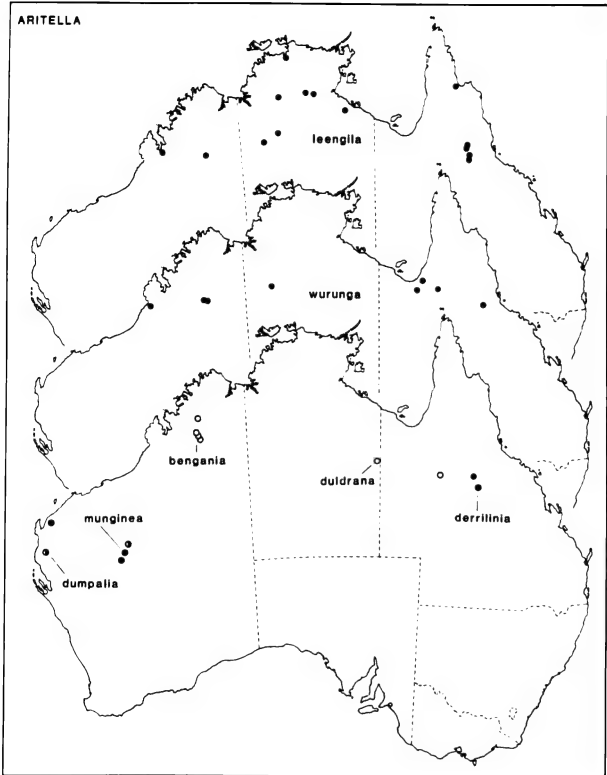 ARITELLA
leengila
wurunga
bengania
duldrana
derrilinia
munginea
dumpalia